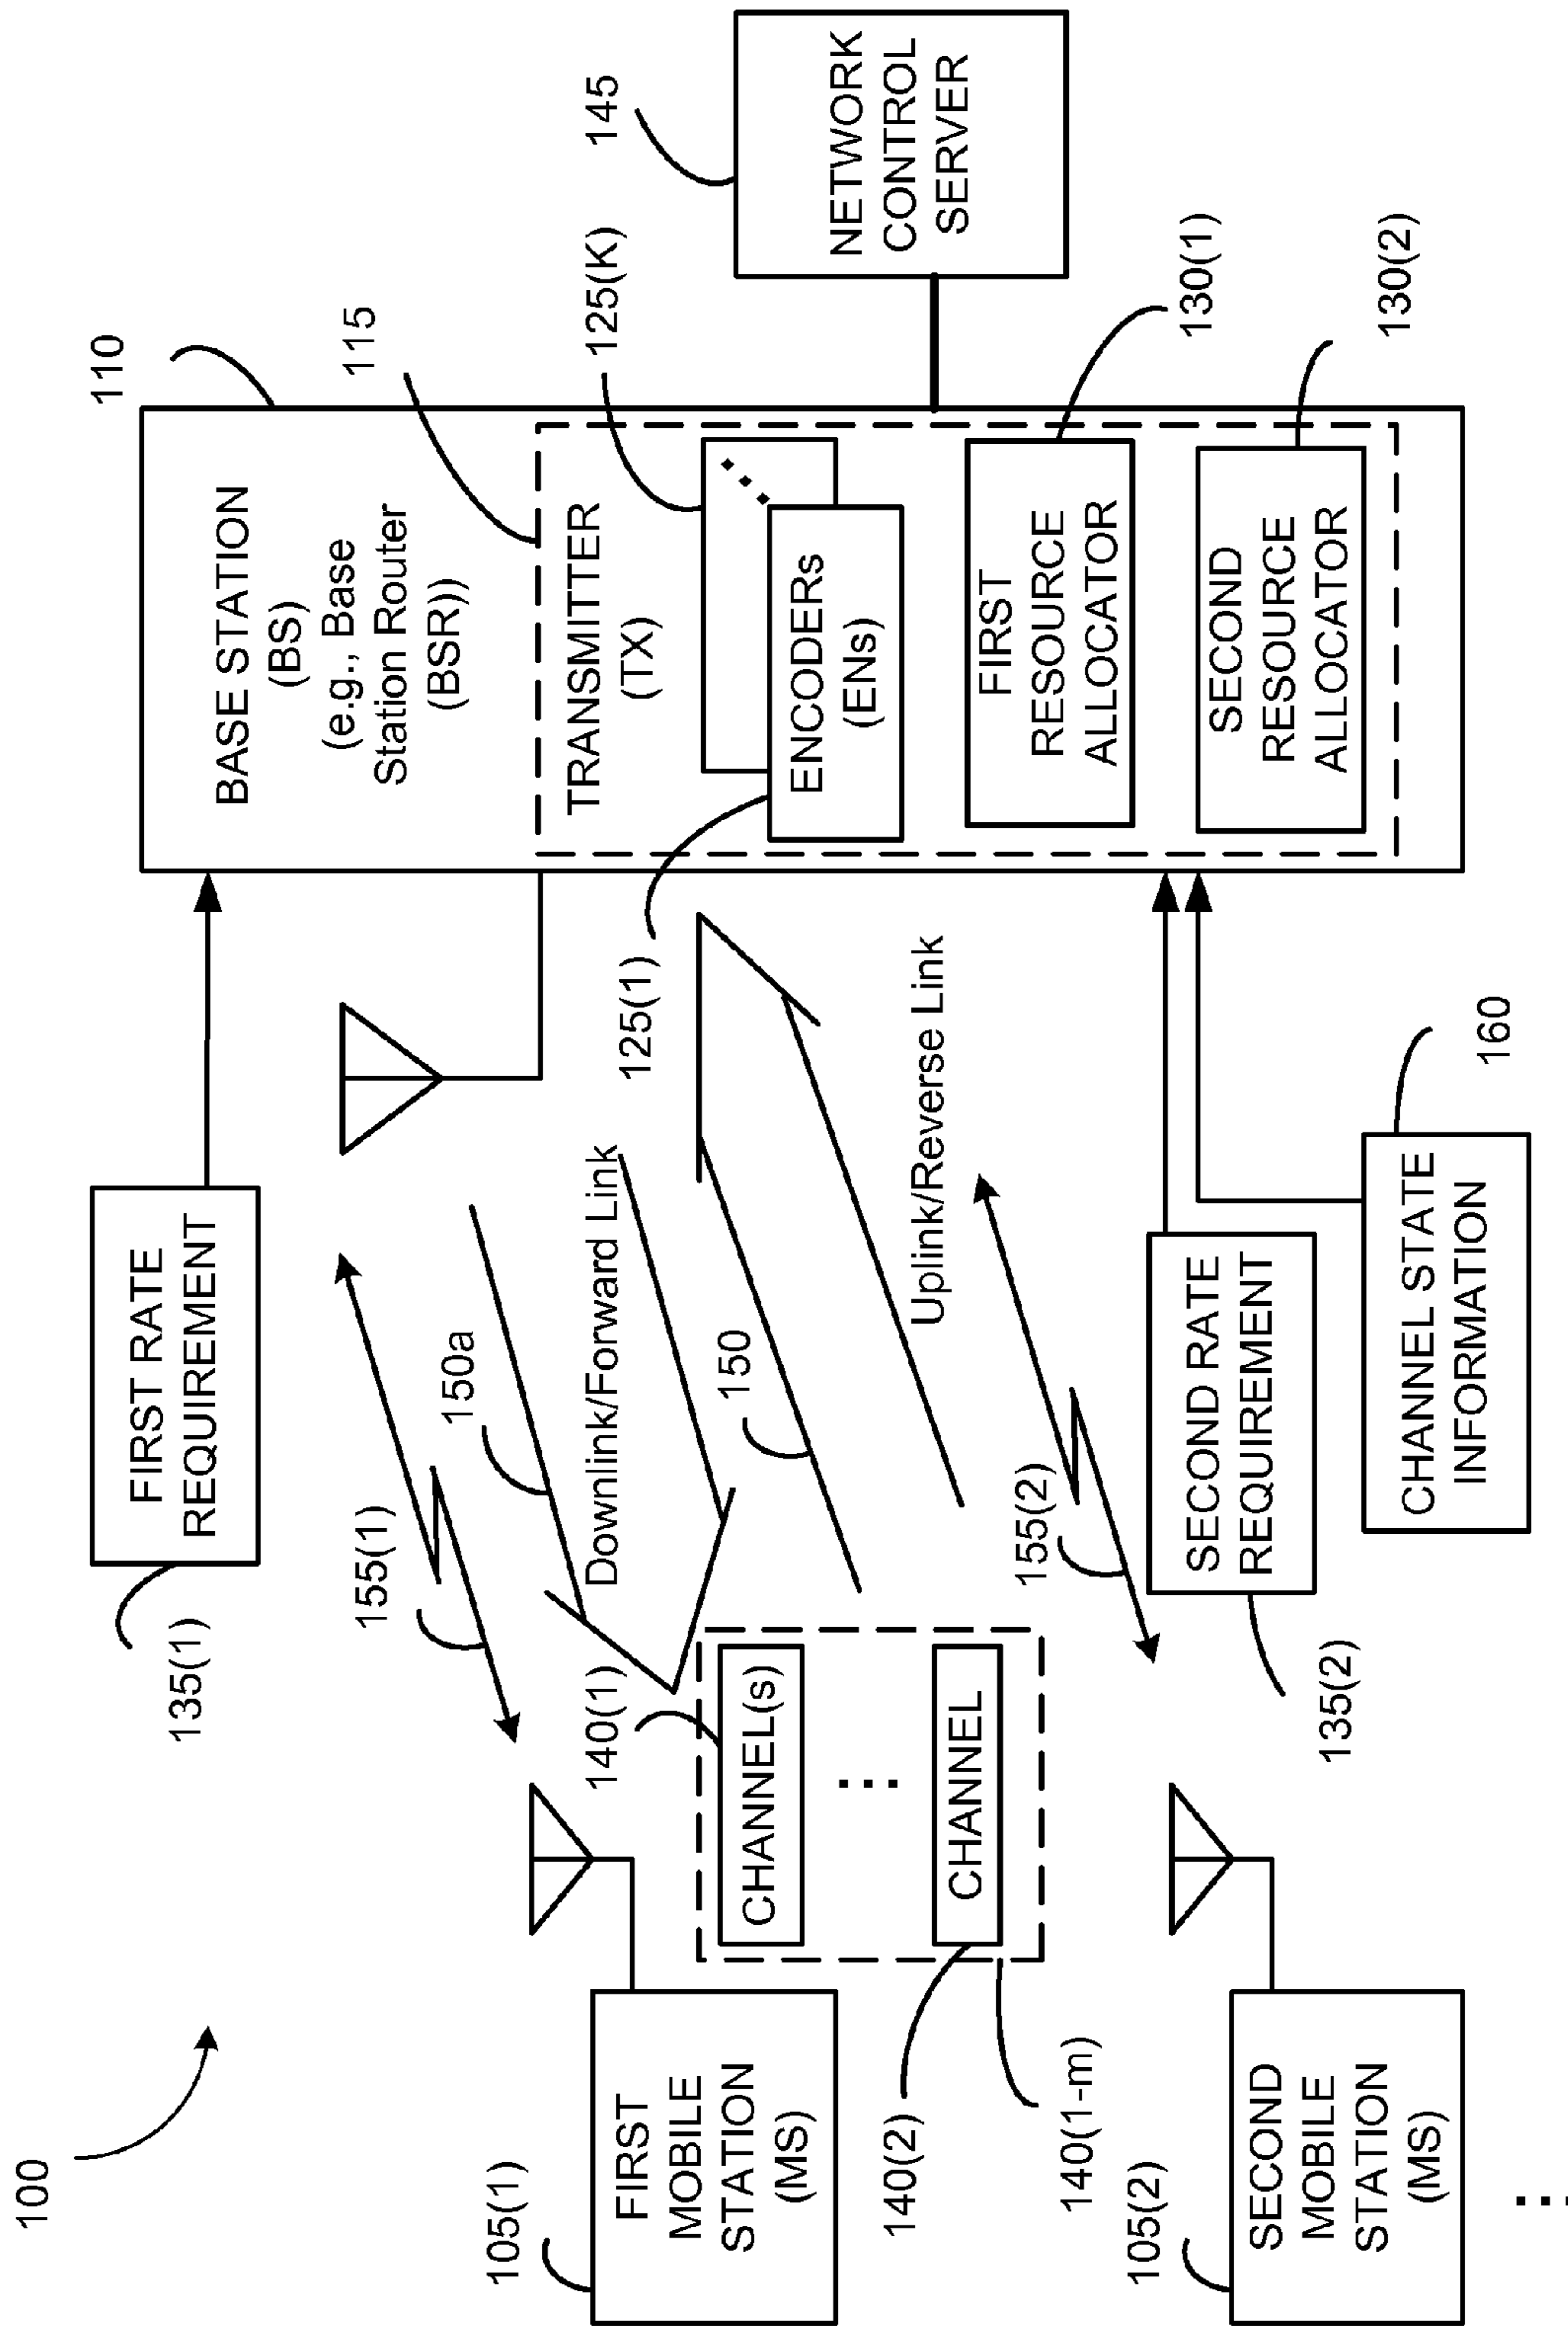 100
110
FIRST RATE
REQUIREMENT
135(1)
BASE STATION
(BS)
(e.g., Base
Station Router
(BSR))
115
TRANSMITTER
(TX)
125(K)
ENCODERs
(ENs)
125(1)
FIRST
RESOURCE
ALLOCATOR
130(1)
SECOND
RESOURCE
ALLOCATOR
130(2)
145
NETWORK
CONTROL
SERVER
155(1)
150a
Downlink/Forward Link
150
Uplink/Reverse Link
155(2)
105(1)
FIRST
MOBILE
STATION
(MS)
140(1)
CHANNEL(s)
...
CHANNEL
140(2)
140(1-m)
105(2)
SECOND
MOBILE
STATION
(MS)
...
SECOND RATE
REQUIREMENT
135(2)
CHANNEL STATE
INFORMATION
160